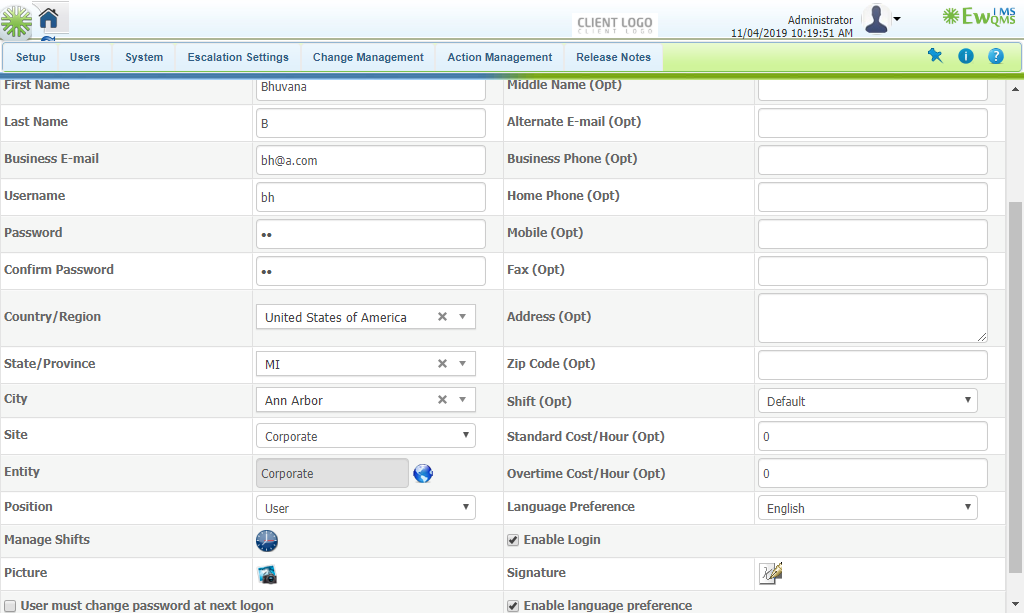 CLIENT LOGO
CLIENT LOGO
Administrator
11/04/2019 10:19:51 AM
EwQMS
Setup Users System Escalation Settings Change Management Action Management Release Notes
First Name Bhuvana Middle Name (Opt)
Last Name B Alternate E-mail (Opt)
Business E-mail bh@a.com Business Phone (Opt)
Username bh Home Phone (Opt)
Password •• Mobile (Opt)
Confirm Password •• Fax (Opt)
Country/Region United States of America Address (Opt)
State/Province MI Zip Code (Opt)
City Ann Arbor Shift (Opt) Default
Site Corporate Standard Cost/Hour (Opt) 0
Entity Corporate Overtime Cost/Hour (Opt) 0
Position User Language Preference English
Manage Shifts Enable Login
Picture Signature
User must change password at next logon Enable language preference